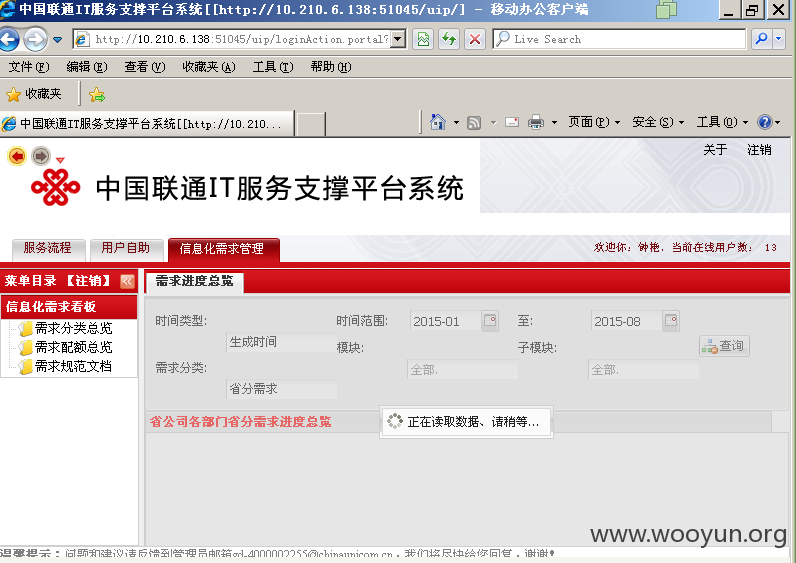 中国联通IT服务支撑平台系统[[http://10.210.6.138:51045/uip/] - 移动办公客户端
http://10.210.6.138:51045/uip/loginAction.portal?
Live Search
文件(F) 编辑(E) 查看(V) 收藏夹(A) 工具(T) 帮助(H)
收藏夹
中国联通IT服务支撑平台系统[[http://10.210...
页面(P) 安全(S) 工具(O)
关于 注销
中国联通IT服务支撑平台系统
服务流程 用户自助 信息化需求管理
欢迎你: 钟艳, 当前在线用户数: 13
菜单目录 【注销】
需求进度总览
信息化需求看板
需求分类总览
需求配额总览
需求规范文档
时间类型: 时间范围: 2015-01 至: 2015-08
生成时间 模块: 子模块: 查询
需求分类: 全部. 全部.
省分需求
省公司各部门省分需求进度总览
正在读取数据、请稍等...
www.wooyun.org
温馨提示：问题和建议请反馈到管理员邮箱gd-4000002255@chinaunicom.cn，我们将尽快给您回复，谢谢!